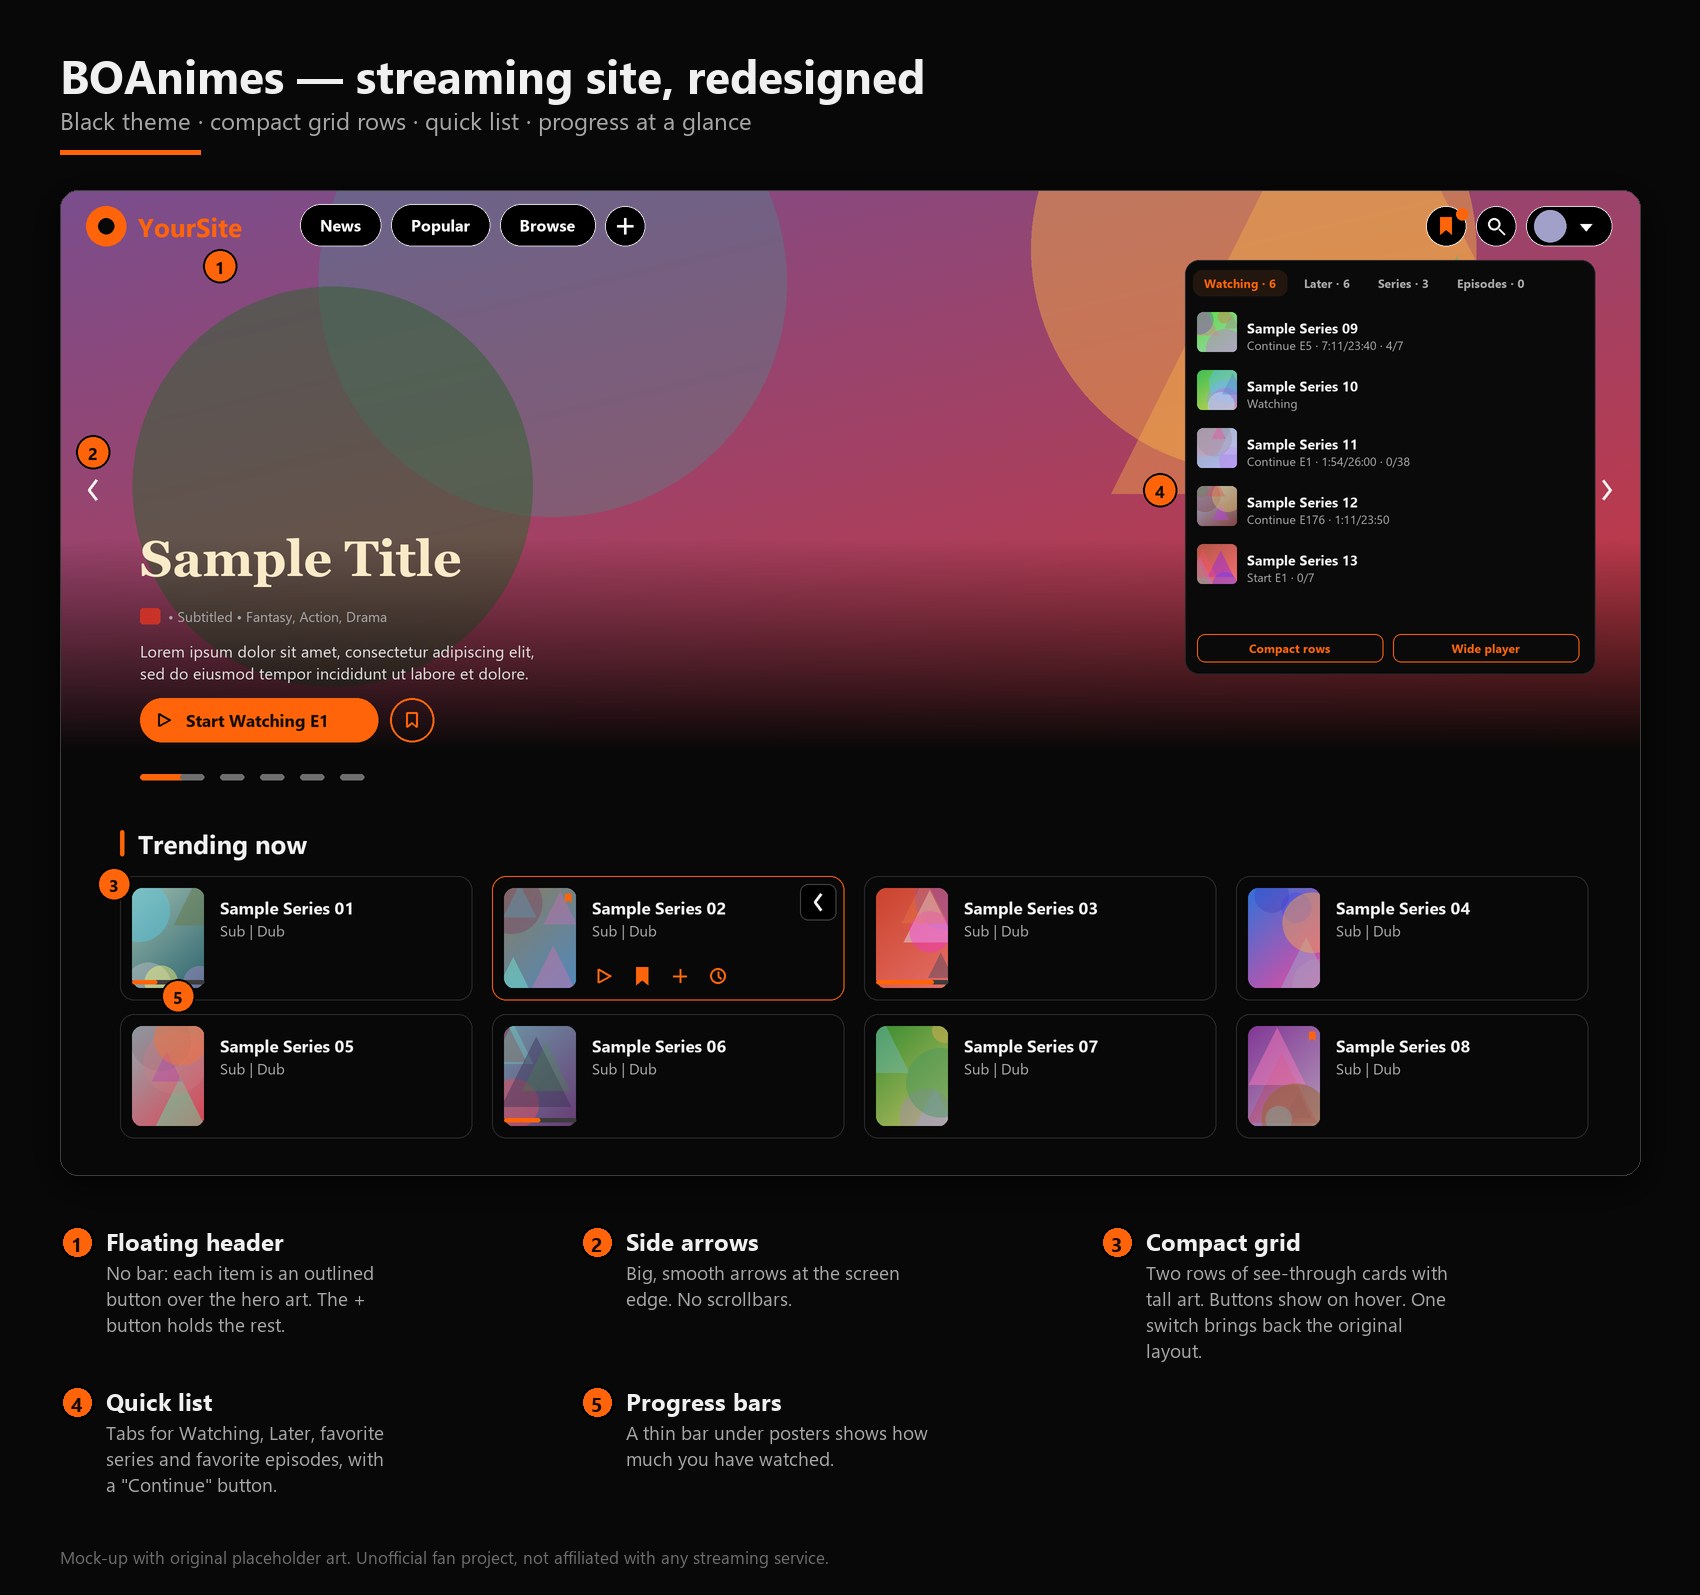 BOAnimes — streaming site, redesigned
Black theme · compact grid rows · quick list · progress at a glance
YourSite
News
Popular
Browse
1
Watching · 6
Later · 6
Series · 3
Episodes · 0
Sample Series 09
Continue E5 · 7:11/23:40 · 4/7
Sample Series 10
Watching
Sample Series 11
Continue E1 · 1:54/26:00 · 0/38
Sample Series 12
Continue E176 · 1:11/23:50
Sample Series 13
Start E1 · 0/7
Compact rows
Wide player
2
4
Sample Title
• Subtitled • Fantasy, Action, Drama
Lorem ipsum dolor sit amet, consectetur adipiscing elit,
sed do eiusmod tempor incididunt ut labore et dolore.
Start Watching E1
Trending now
3
Sample Series 01
Sub | Dub
Sample Series 02
Sub | Dub
Sample Series 03
Sub | Dub
Sample Series 04
Sub | Dub
5
Sample Series 05
Sub | Dub
Sample Series 06
Sub | Dub
Sample Series 07
Sub | Dub
Sample Series 08
Sub | Dub
1 Floating header
No bar: each item is an outlined
button over the hero art. The +
button holds the rest.
2 Side arrows
Big, smooth arrows at the screen
edge. No scrollbars.
3 Compact grid
Two rows of see-through cards with
tall art. Buttons show on hover. One
switch brings back the original
layout.
4 Quick list
Tabs for Watching, Later, favorite
series and favorite episodes, with
a "Continue" button.
5 Progress bars
A thin bar under posters shows how
much you have watched.
Mock-up with original placeholder art. Unofficial fan project, not affiliated with any streaming service.